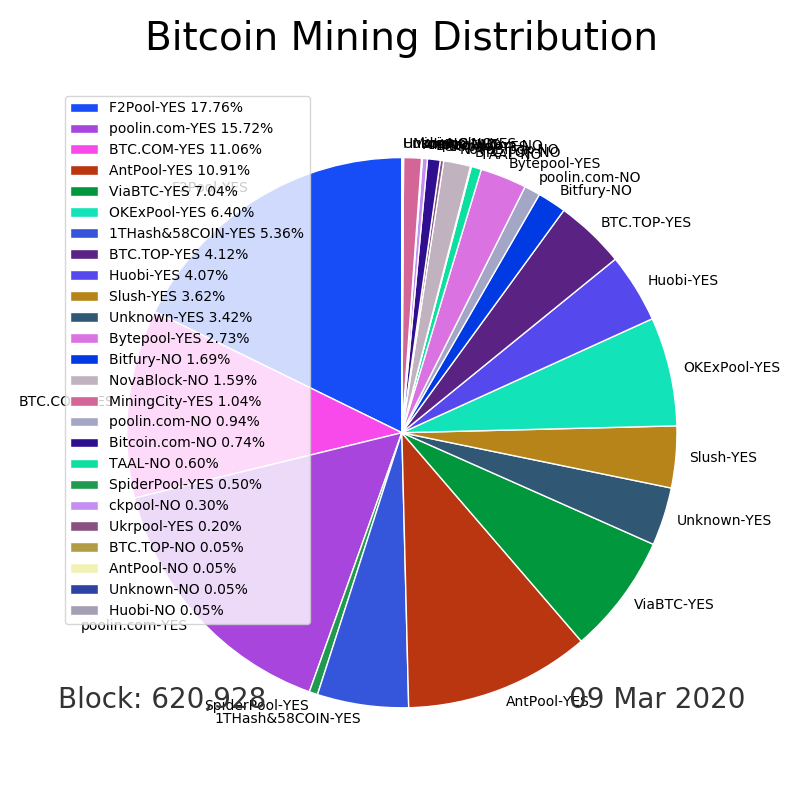 Bitcoin Mining Distribution
F2Pool-YES 17.76%
poolin.com-YES 15.72%
BTC.COM-YES 11.06%
AntPool-YES 10.91%
ViaBTC-YES 7.04%
OKExPool-YES 6.40%
1THash&58COIN-YES 5.36%
BTC.TOP-YES 4.12%
Huobi-YES 4.07%
Slush-YES 3.62%
Unknown-YES 3.42%
Bytepool-YES 2.73%
Bitfury-NO 1.69%
NovaBlock-NO 1.59%
MiningCity-YES 1.04%
poolin.com-NO 0.94%
Bitcoin.com-NO 0.74%
TAAL-NO 0.60%
SpiderPool-YES 0.50%
ckpool-NO 0.30%
Ukrpool-YES 0.20%
BTC.TOP-NO 0.05%
AntPool-NO 0.05%
Unknown-NO 0.05%
Huobi-NO 0.05%
Bytepool-YES
poolin.com-NO
Bitfury-NO
BTC.TOP-YES
Huobi-YES
OKExPool-YES
Slush-YES
Unknown-YES
ViaBTC-YES
AntPool-YES
1THash&58COIN-YES
SpiderPool-YES
poolin.com-YES
BTC.COM-YES
F2Pool-YES
Block: 620,928
09 Mar 2020